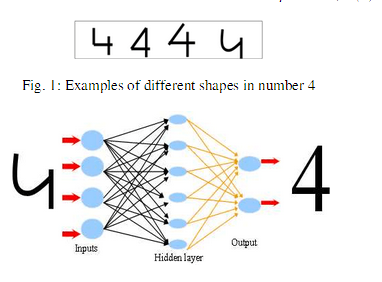 4 4 4 4
Fig. 1: Examples of different shapes in number 4
4 4
Inputs
Hidden layer
Output